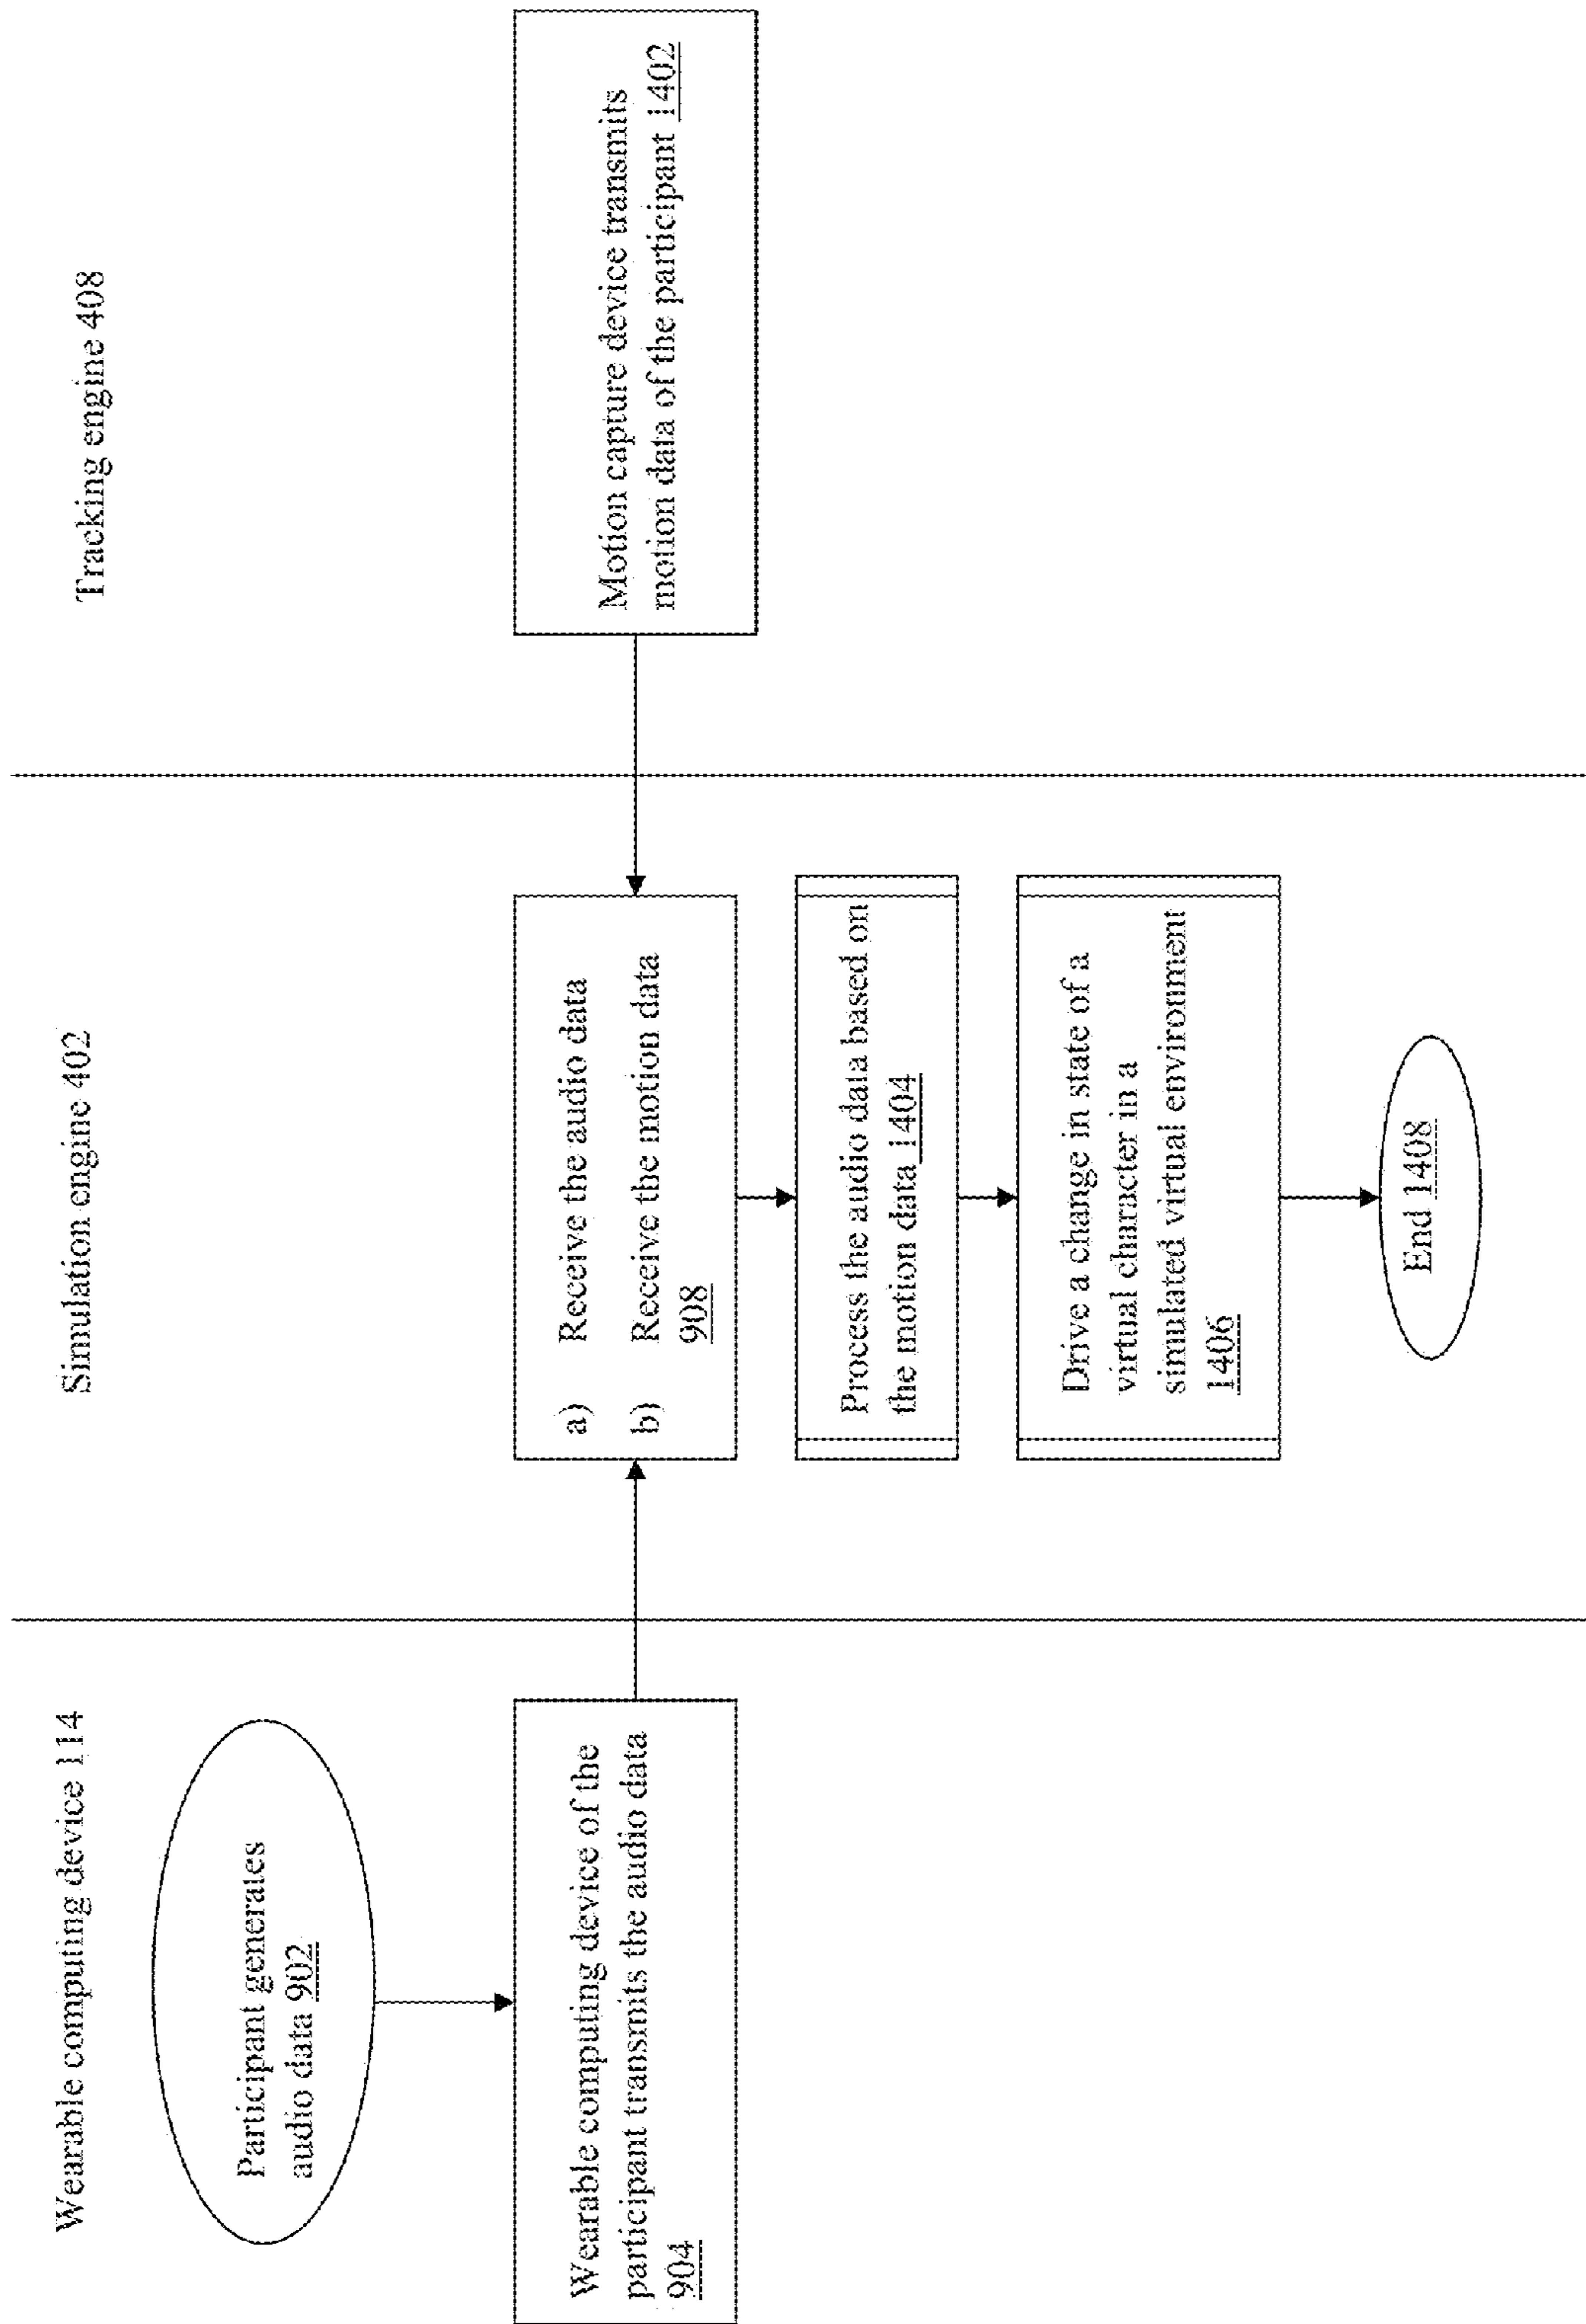 Wearable computing device 114
Participant generates
audio data 902
Wearable computing device of the
participant transmits the audio data
904
Simulation engine 402
a) Receive the audio data
b) Receive the motion data
908
Process the audio data based on
the motion data 1404
Drive a change in state of a
virtual character in a
simulated virtual environment
1406
End 1408
Tracking engine 408
Motion capture device transmits
motion data of the participant 1402